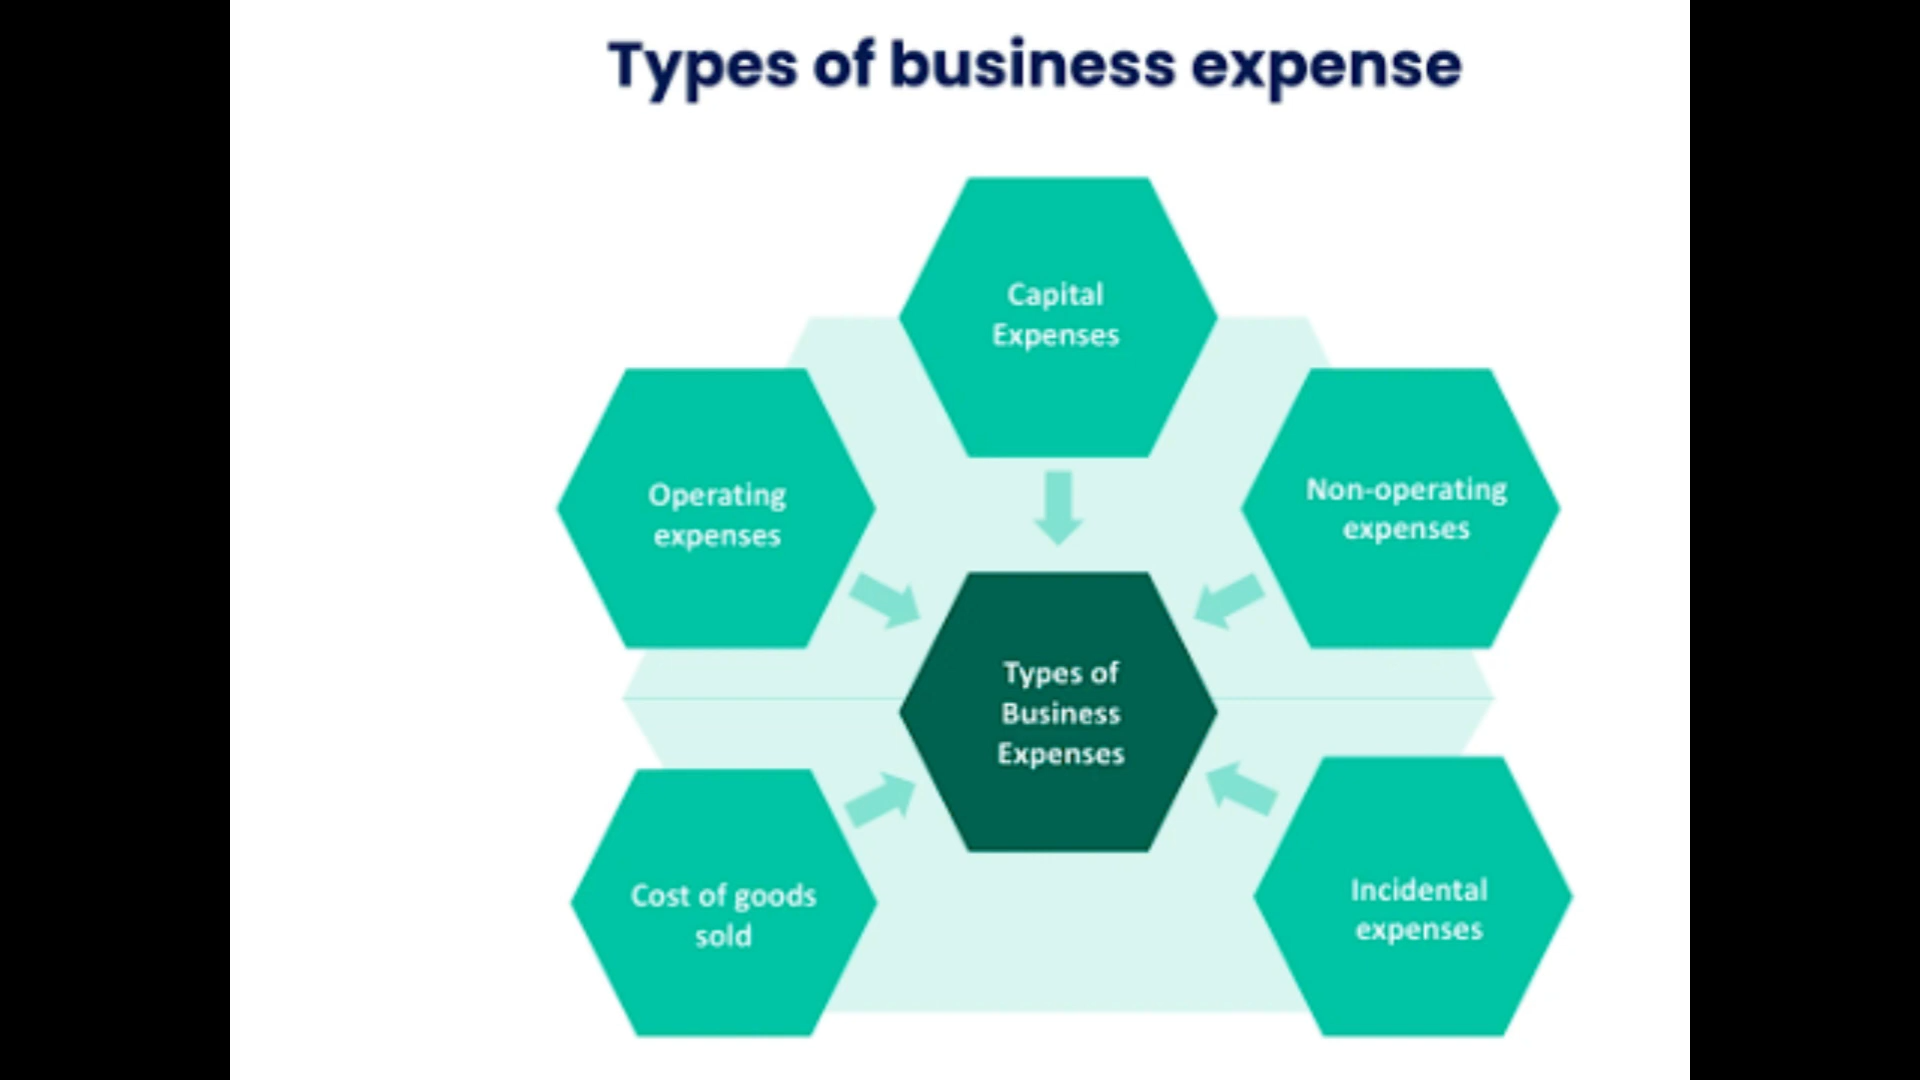 Types of business expense
Capital
Expenses
Operating
expenses
Non-operating
expenses
Types of
Business
Expenses
Cost of goods
sold
Incidental
expenses